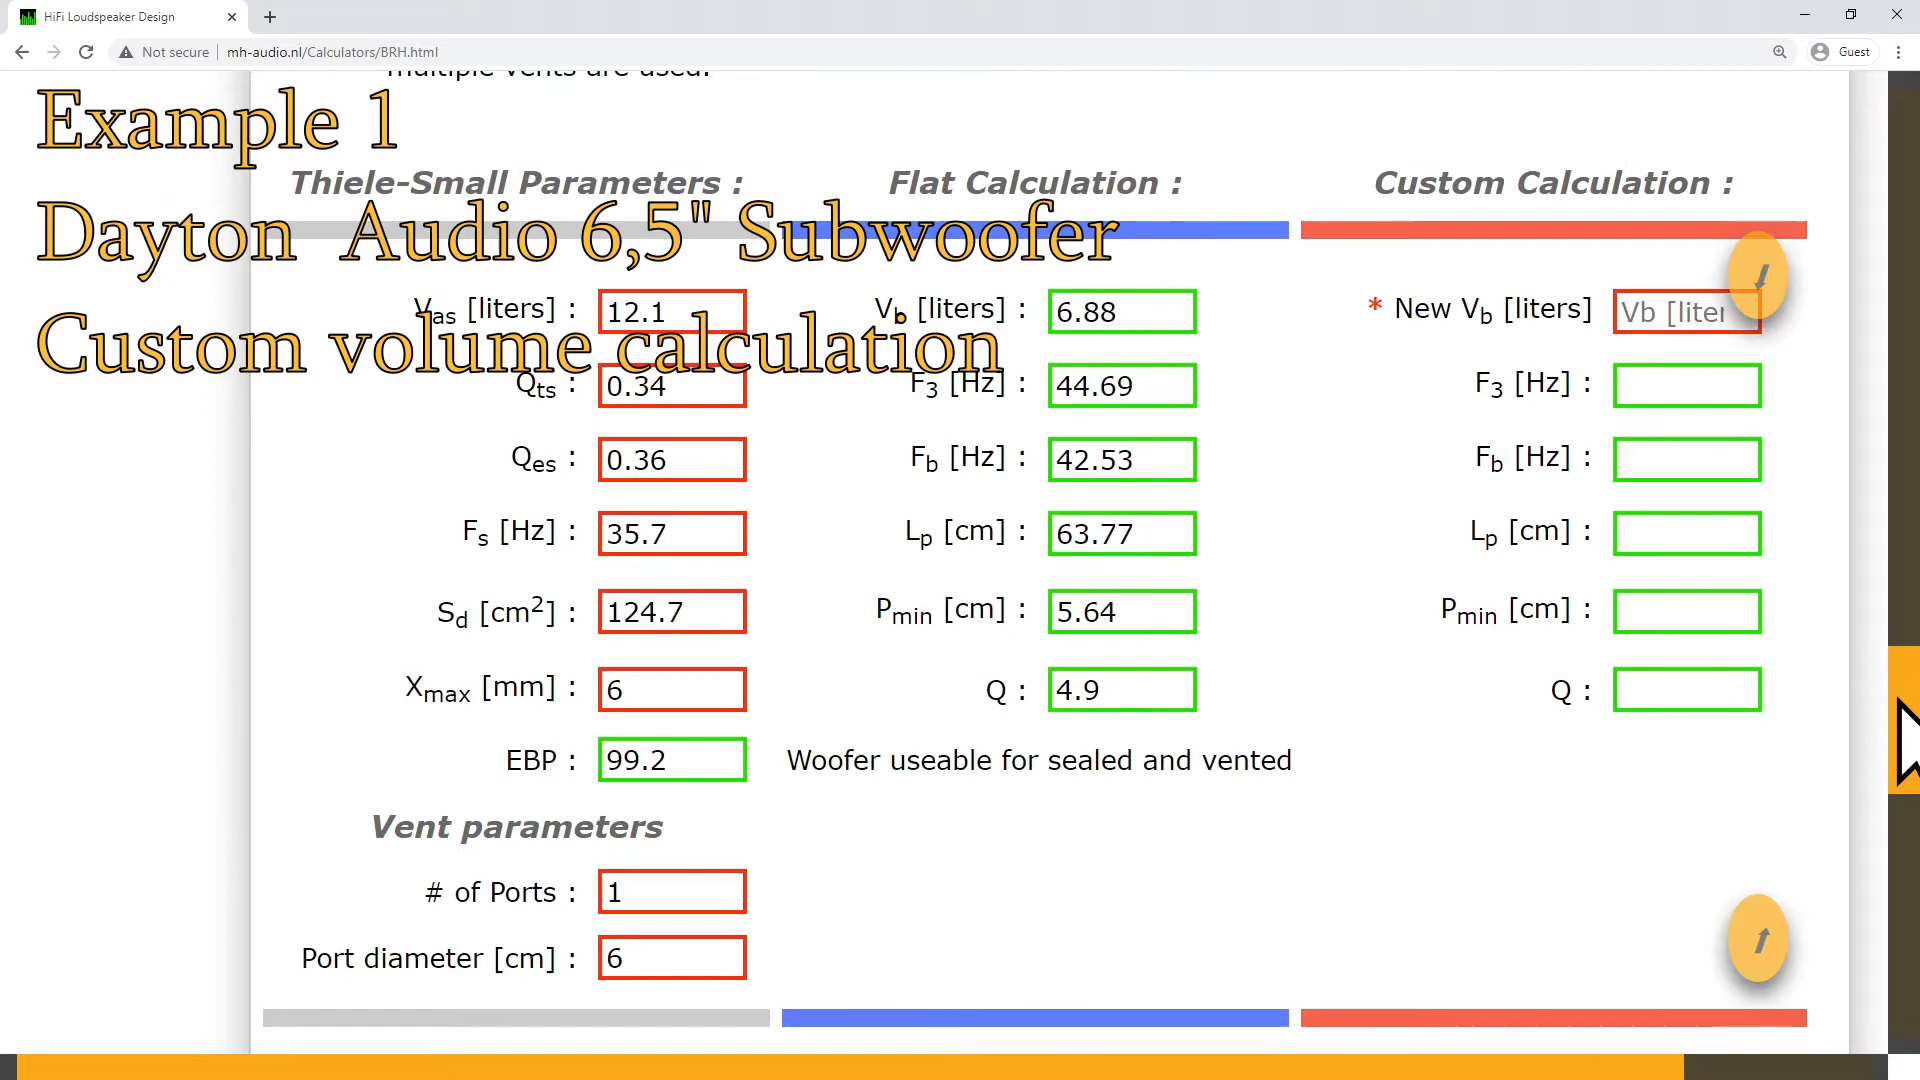 HiFi Loudspeaker Design
Not secure
mh-audio.nl/Calculators/BRH.html
Guest
multiple vents are used.
Example 1
Dayton Audio 6,5" Subwoofer
Custom volume calculation
Thiele-Small Parameters :
Vas [liters] : 12.1
Qts : 0.34
Qes : 0.36
Fs [Hz] : 35.7
Sd [cm2] : 124.7
Xmax [mm] : 6
EBP : 99.2
Woofer useable for sealed and vented
Vent parameters
# of Ports : 1
Port diameter [cm] : 6
Flat Calculation :
Vb [liters] : 6.88
F3 [Hz] : 44.69
Fb [Hz] : 42.53
Lp [cm] : 63.77
Pmin [cm] : 5.64
Q : 4.9
Custom Calculation :
* New Vb [liters] Vb [liter
F3 [Hz] :
Fb [Hz] :
Lp [cm] :
Pmin [cm] :
Q :